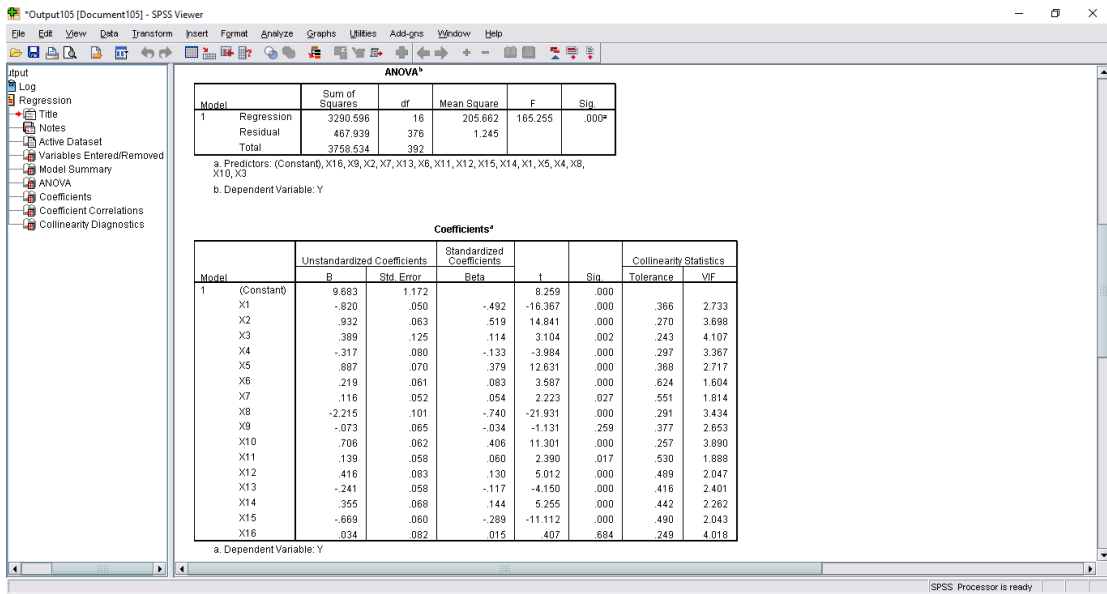 *Output105 [Document105] - SPSS Viewer
File Edit View Data Transform Insert Format Analyze Graphs Utilities Add-ons Window Help
utput
Log
Regression
Title
Notes
Active Dataset
Variables Entered/Removed
Model Summary
ANOVA
Coefficients
Coefficient Correlations
Collinearity Diagnostics
ANOVAb
Model Sum of Squares df Mean Square F Sig.
1 Regression 3290.596 16 205.662 165.255 .000a
Residual 467.939 376 1.245
Total 3758.534 392
a. Predictors: (Constant), X16, X9, X2, X7, X13, X6, X11, X12, X15, X14, X1, X5, X4, X8,
X10, X3
b. Dependent Variable: Y
Coefficientsa
Unstandardized Coefficients Standardized Coefficients Collinearity Statistics
Model B Std. Error Beta t Sig. Tolerance VIF
1 (Constant) 9.683 1.172 8.259 .000
X1 -.820 .050 -.492 -16.367 .000 .366 2.733
X2 .932 .063 .519 14.841 .000 .270 3.698
X3 .389 .125 .114 3.104 .002 .243 4.107
X4 -.317 .080 -.133 -3.984 .000 .297 3.367
X5 .887 .070 .379 12.631 .000 .368 2.717
X6 .219 .061 .083 3.587 .000 .624 1.604
X7 .116 .052 .054 2.223 .027 .551 1.814
X8 -2.215 .101 -.740 -21.931 .000 .291 3.434
X9 -.073 .065 -.034 -1.131 .259 .377 2.653
X10 .706 .062 .406 11.301 .000 .257 3.890
X11 .139 .058 .060 2.390 .017 .530 1.888
X12 .416 .083 .130 5.012 .000 .489 2.047
X13 -.241 .058 -.117 -4.150 .000 .416 2.401
X14 .355 .068 .144 5.255 .000 .442 2.262
X15 -.669 .060 -.289 -11.112 .000 .490 2.043
X16 .034 .082 .015 .407 .684 .249 4.018
a. Dependent Variable: Y
SPSS Processor is ready